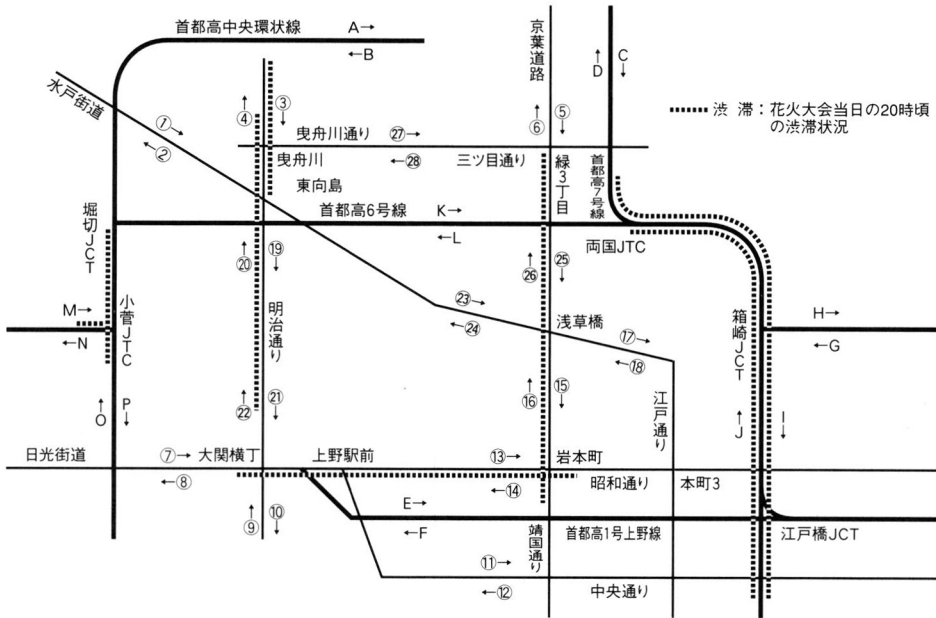 首都高中央環状線
A→
←B
京葉道路
↑D
C↓
渋 滞：花火大会当日の20時頃
の渋滞状況
水戸街道
①→
←②
↑④
③↓
曳舟川通り
㉗→
←㉘
三ツ目通り
↑⑥
⑤↓
曳舟川
東向島
緑3丁目
首都高7号線
首都高6号線
K→
←L
両国JTC
堀切JCT
↑⑳
⑲↓
↑㉖
㉕↓
M→
←N
小菅JTC
明治通り
㉓→
←㉔
浅草橋
⑰→
←⑱
箱崎JCT
H→
←G
↑O
P↓
↑㉒
㉑↓
↑⑯
⑮↓
江戸通り
↑J
I↓
日光街道
⑦→
←⑧
大関横丁
上野駅前
⑬→
←⑭
岩本町
昭和通り
本町3
↑⑨
⑩↓
E→
←F
靖国通り
首都高1号上野線
江戸橋JCT
⑪→
←⑫
中央通り